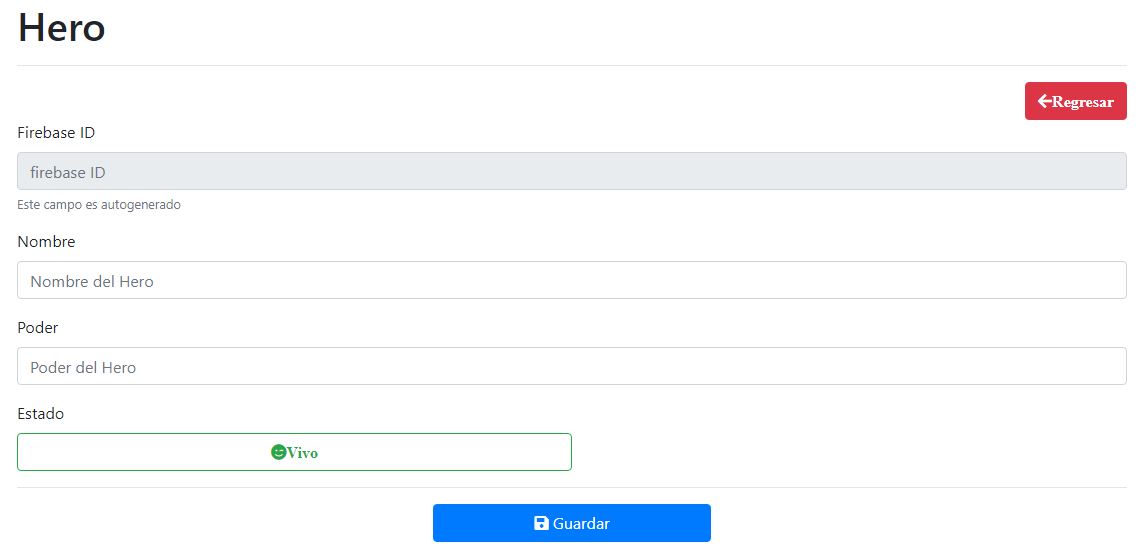 Hero
Regresar
Firebase ID
firebase ID
Este campo es autogenerado
Nombre
Nombre del Hero
Poder
Poder del Hero
Estado
Vivo
Guardar